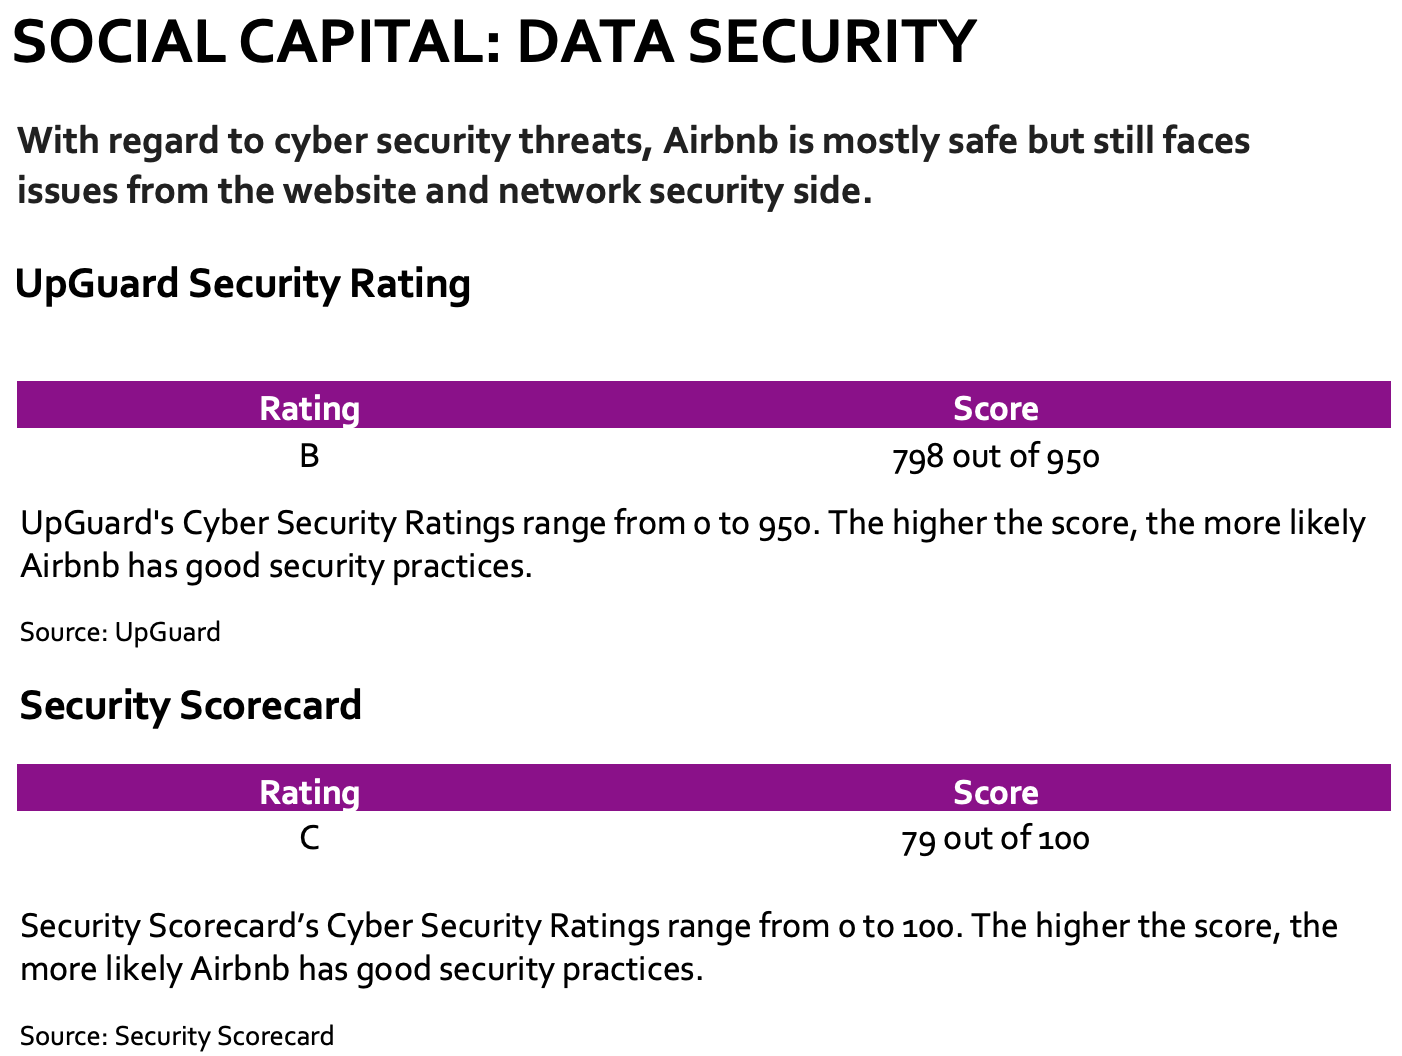 SOCIAL CAPITAL: DATA SECURITY
With regard to cyber security threats, Airbnb is mostly safe but still faces
issues from the website and network security side.
UpGuard Security Rating
Rating Score
B 798 out of 950
UpGuard's Cyber Security Ratings range from 0 to 950. The higher the score, the more likely
Airbnb has good security practices.
Source: UpGuard
Security Scorecard
Rating Score
C 79 out of 100
Security Scorecard’s Cyber Security Ratings range from 0 to 100. The higher the score, the
more likely Airbnb has good security practices.
Source: Security Scorecard